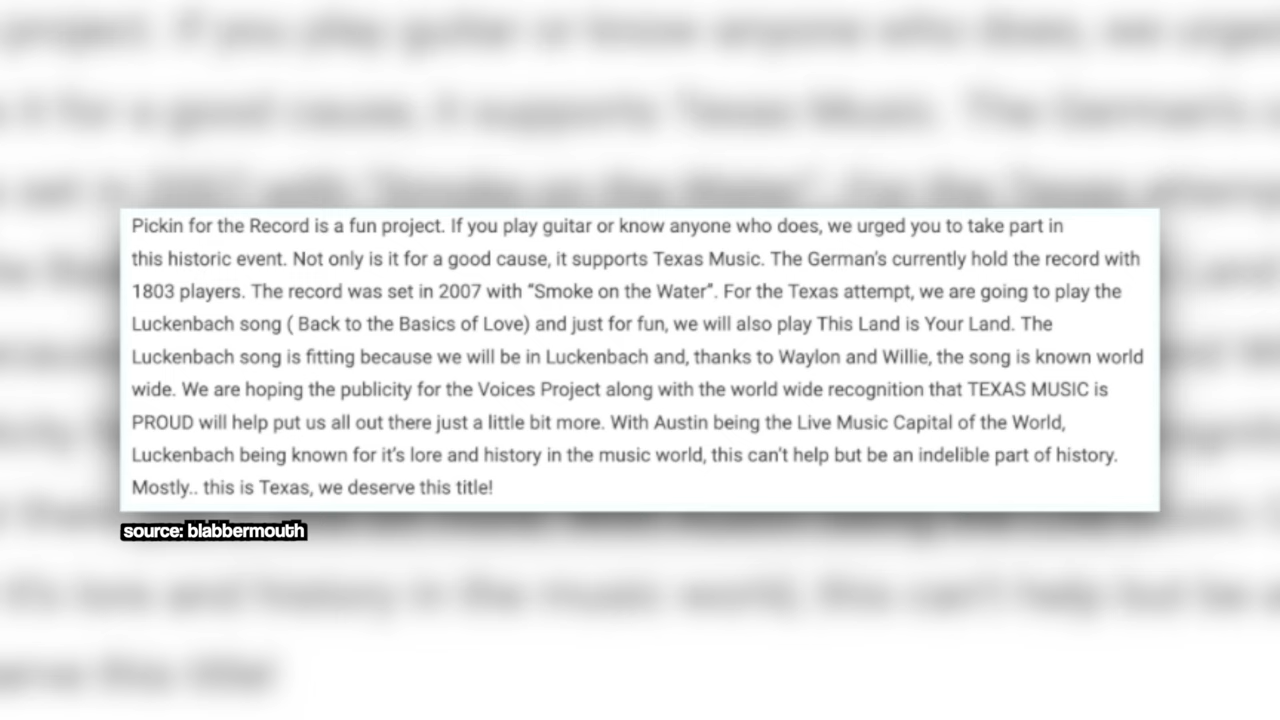 Pickin for the Record is a fun project. If you play guitar or know anyone who does, we urged you to take part in
this historic event. Not only is it for a good cause, it supports Texas Music. The German's currently hold the record with
1803 players. The record was set in 2007 with “Smoke on the Water”. For the Texas attempt, we are going to play the
Luckenbach song ( Back to the Basics of Love) and just for fun, we will also play This Land is Your Land. The
Luckenbach song is fitting because we will be in Luckenbach and, thanks to Waylon and Willie, the song is known world
wide. We are hoping the publicity for the Voices Project along with the world wide recognition that TEXAS MUSIC is
PROUD will help put us all out there just a little bit more. With Austin being the Live Music Capital of the World,
Luckenbach being known for it's lore and history in the music world, this can't help but be an indelible part of history.
Mostly.. this is Texas, we deserve this title!
source: blabbermouth